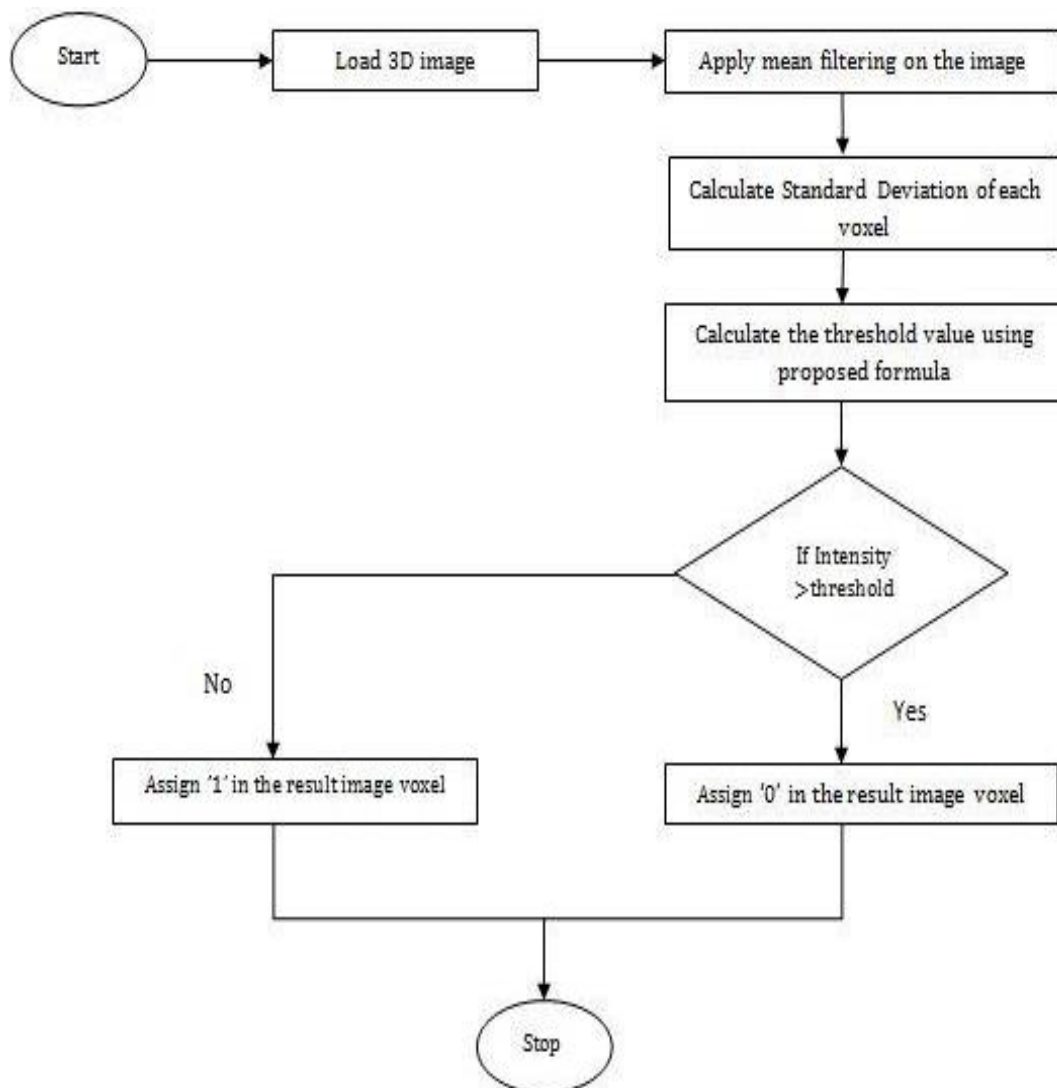 Start
Load 3D image
Apply mean filtering on the image
Calculate Standard Deviation of each
voxel
Calculate the threshold value using
proposed formula
If Intensity
>threshold
No
Yes
Assign '1' in the result image voxel
Assign '0' in the result image voxel
Stop